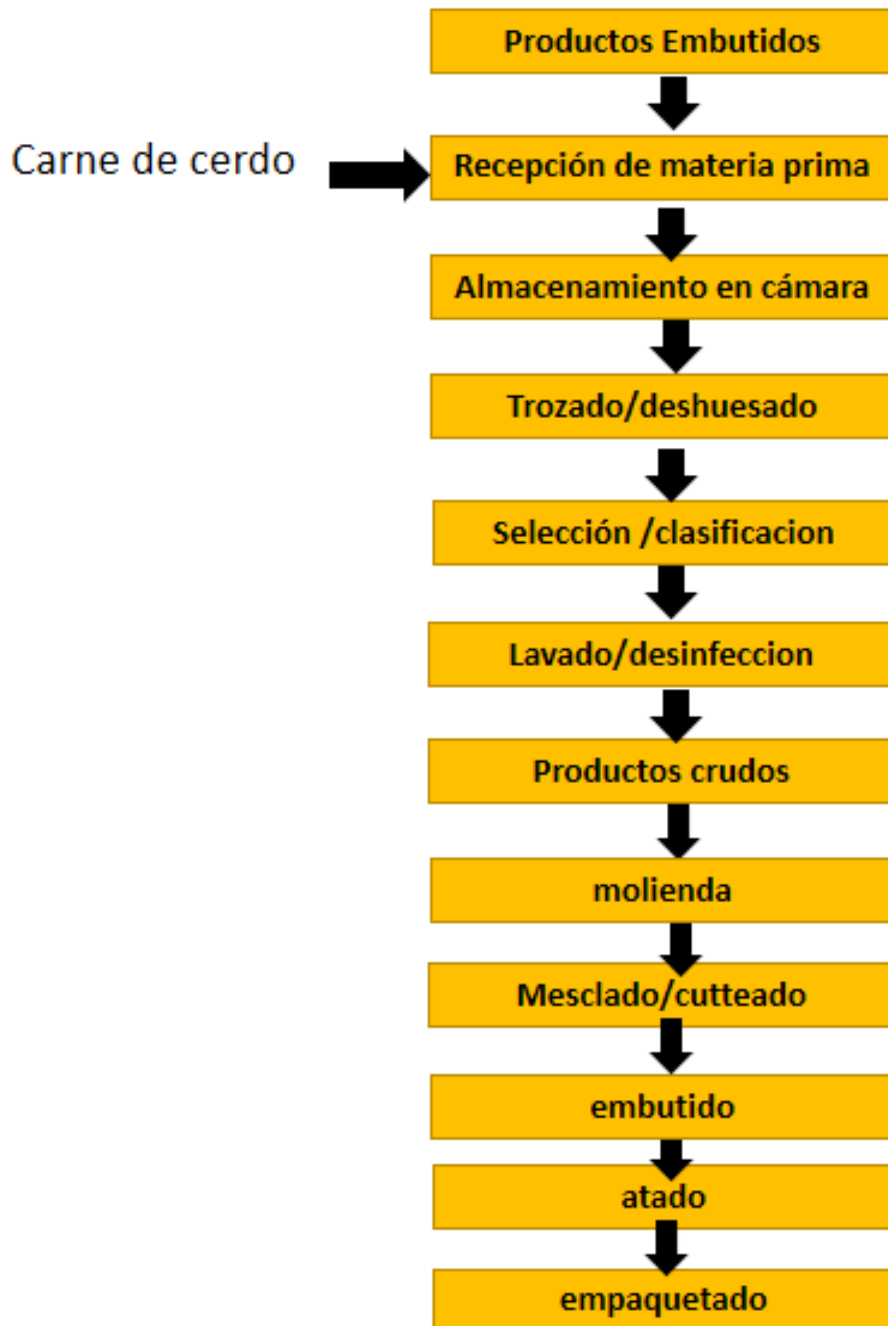 Productos Embutidos
Carne de cerdo
Recepción de materia prima
Almacenamiento en cámara
Trozado/deshuesado
Selección /clasificacion
Lavado/desinfeccion
Productos crudos
molienda
Mesclado/cutteado
embutido
atado
empaquetado